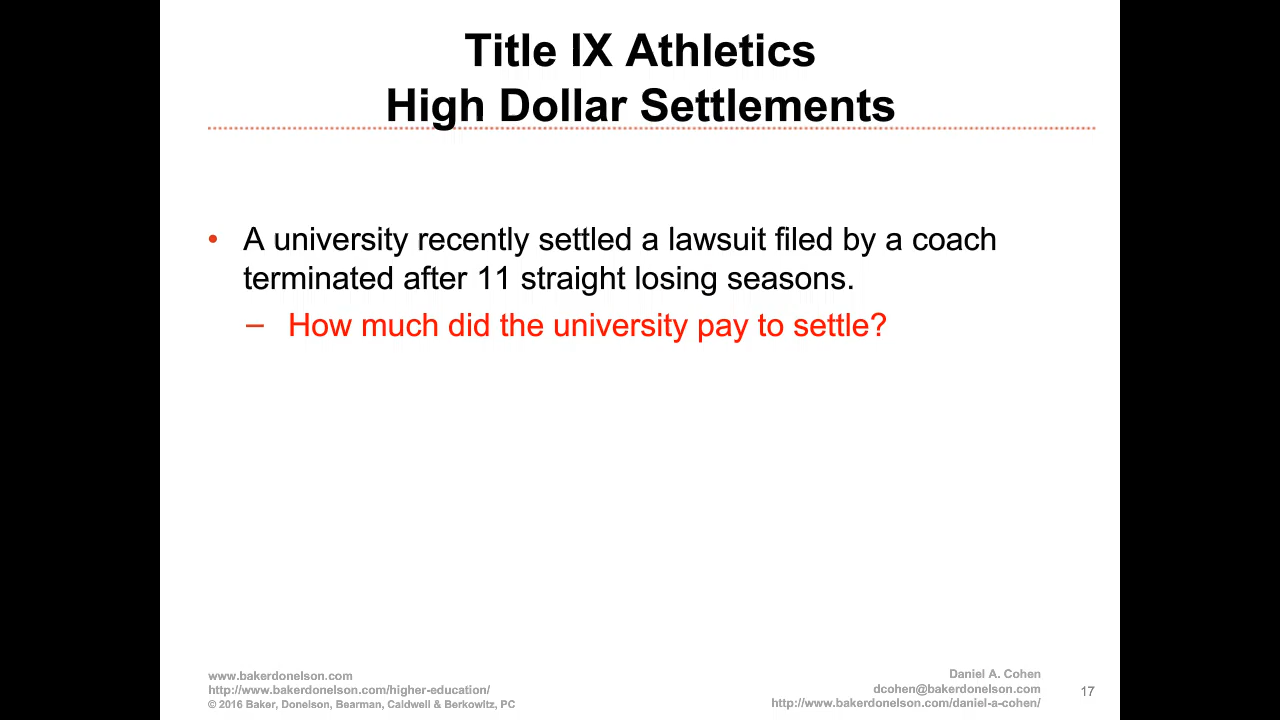 Title IX Athletics
High Dollar Settlements
• A university recently settled a lawsuit filed by a coach
terminated after 11 straight losing seasons.
– How much did the university pay to settle?
www.bakerdonelson.com
http://www.bakerdonelson.com/higher-education/
© 2016 Baker, Donelson, Bearman, Caldwell & Berkowitz, PC
Daniel A. Cohen
dcohen@bakerdonelson.com
http://www.bakerdonelson.com/daniel-a-cohen/
17